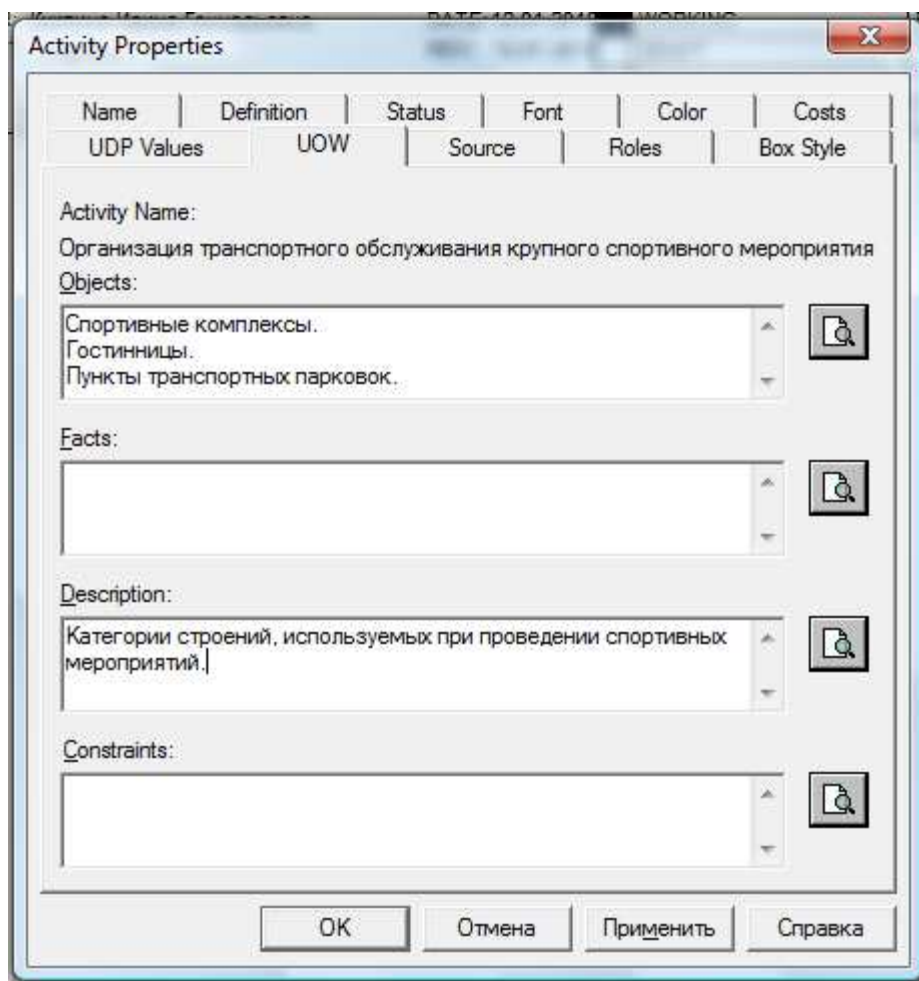 DATE: WORKING
Activity Properties
Name Definition Status Font Color Costs
UDP Values UOW Source Roles Box Style
Activity Name:
Организация транспортного обслуживания крупного спортивного мероприятия
Objects:
Спортивные комплексы.
Гостинницы.
Пункты транспортных парковок.
Facts:
Description:
Категории строений, используемых при проведении спортивных
мероприятий.
Constraints:
OK Отмена Применить Справка